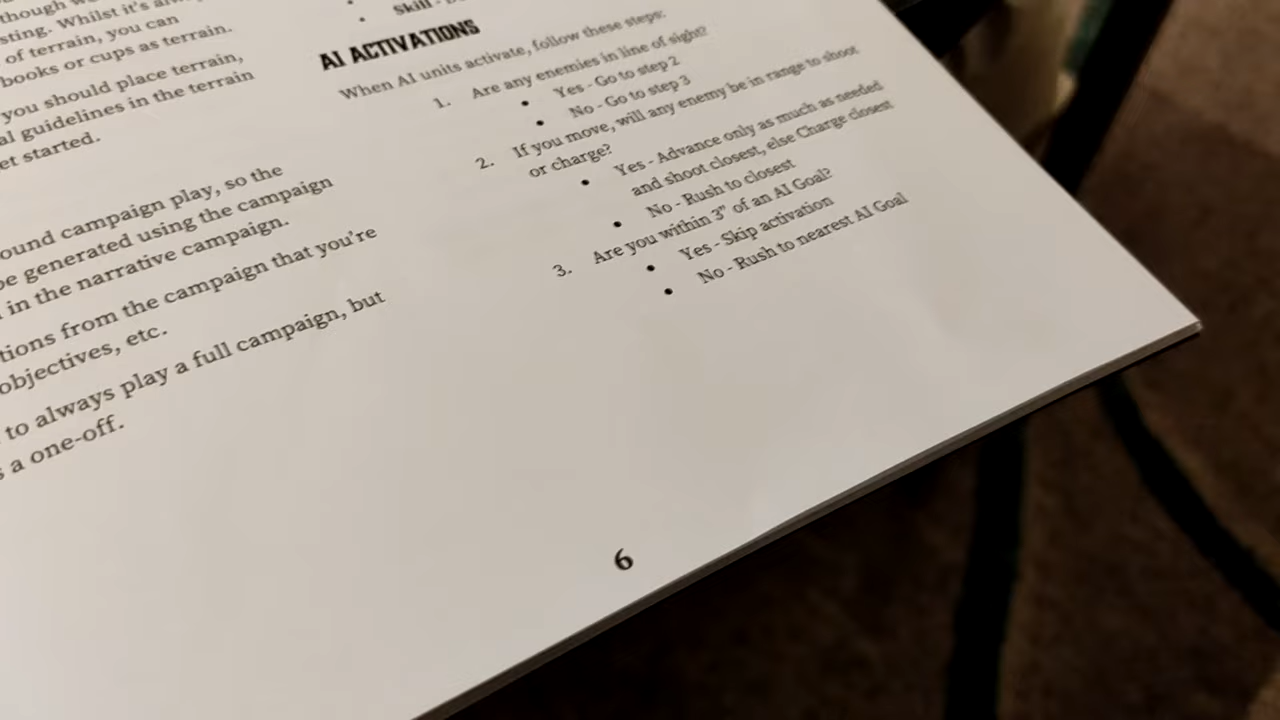 though w
sting. Whilst it's alw
of terrain, you can
books or cups as terrain.
you should place terrain,
al guidelines in the terrain
et started.
ound campaign play, so the
be generated using the campaign
in the narrative campaign.
tions from the campaign that you're
objectives, etc.
to always play a full campaign, but
s a one-off.
Skill -
AI ACTIVATIONS
When AI units activate, follow these steps:
1. Are any enemies in line of sight?
• Yes - Go to step 2
• No - Go to step 3
2. If you move, will any enemy be in range to shoot
or charge?
• Yes - Advance only as much as needed
and shoot closest, else Charge closest
• No - Rush to closest
3. Are you within 3" of an AI Goal?
• Yes - Skip activation
• No - Rush to nearest AI Goal
6